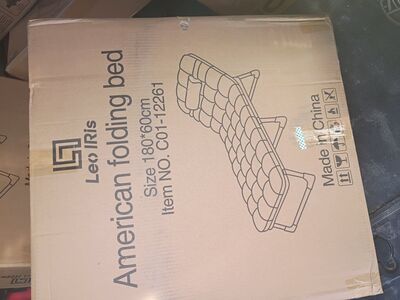 Leo IRis
American folding bed
Size 180*60cm
Item NO. C01-12261
Made in China